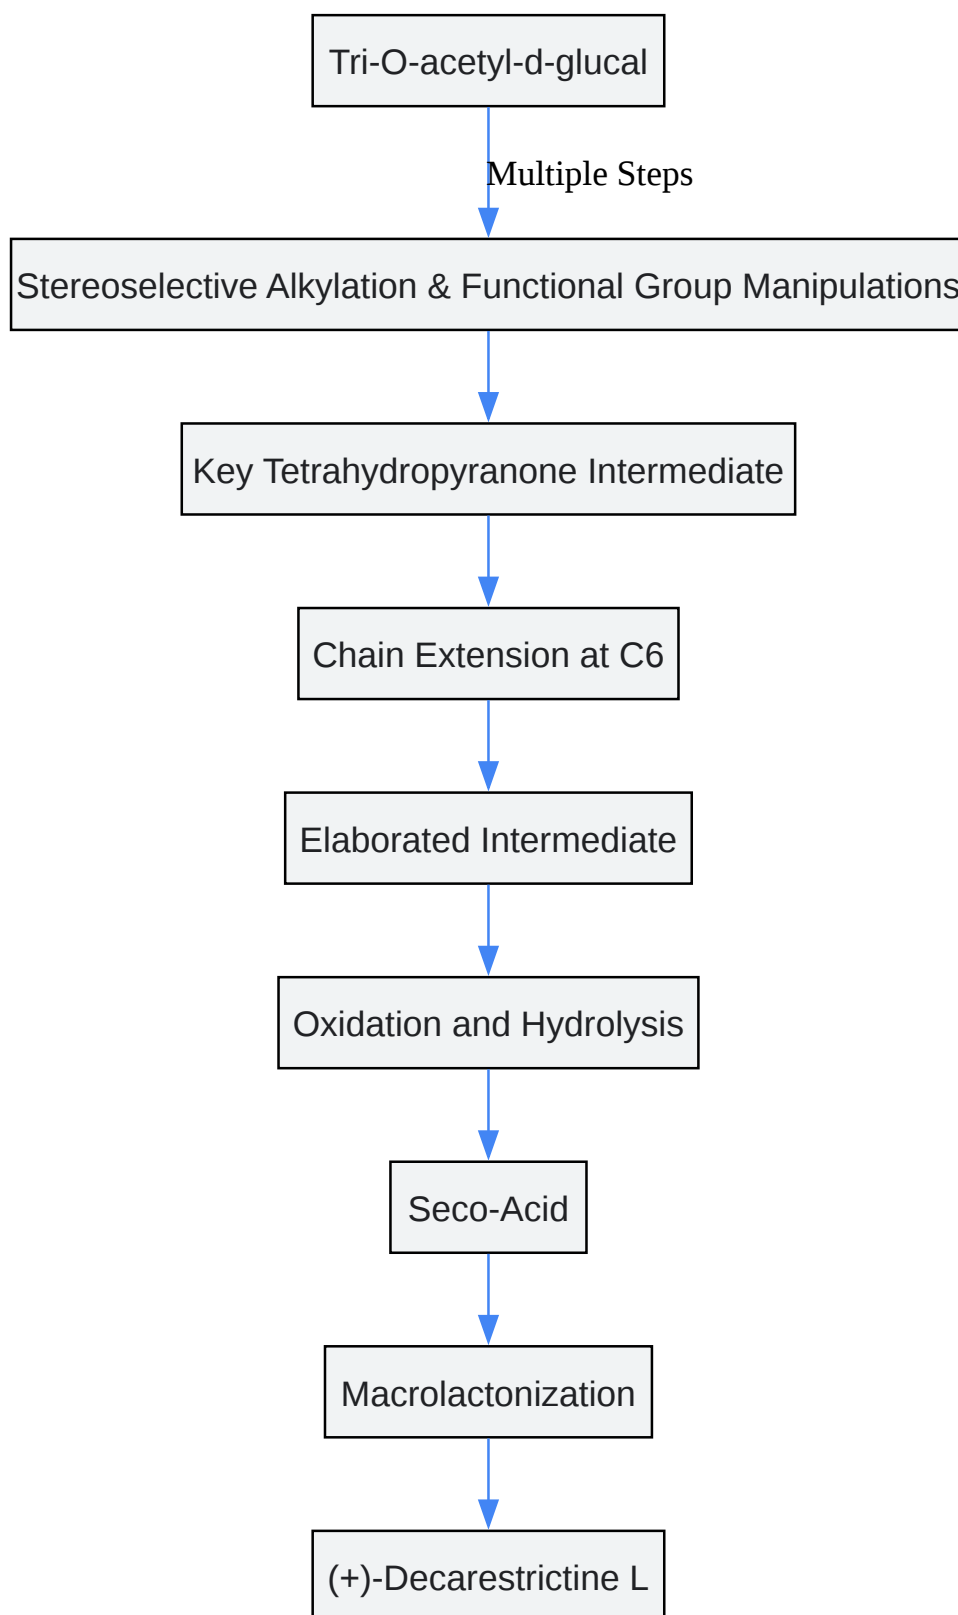 Tri-O-acetyl-d-glucal
Multiple Steps
Stereoselective Alkylation & Functional Group Manipulations
Key Tetrahydropyranone Intermediate
Chain Extension at C6
Elaborated Intermediate
Oxidation and Hydrolysis
Seco-Acid
Macrolactonization
(+)-Decarestrictine L